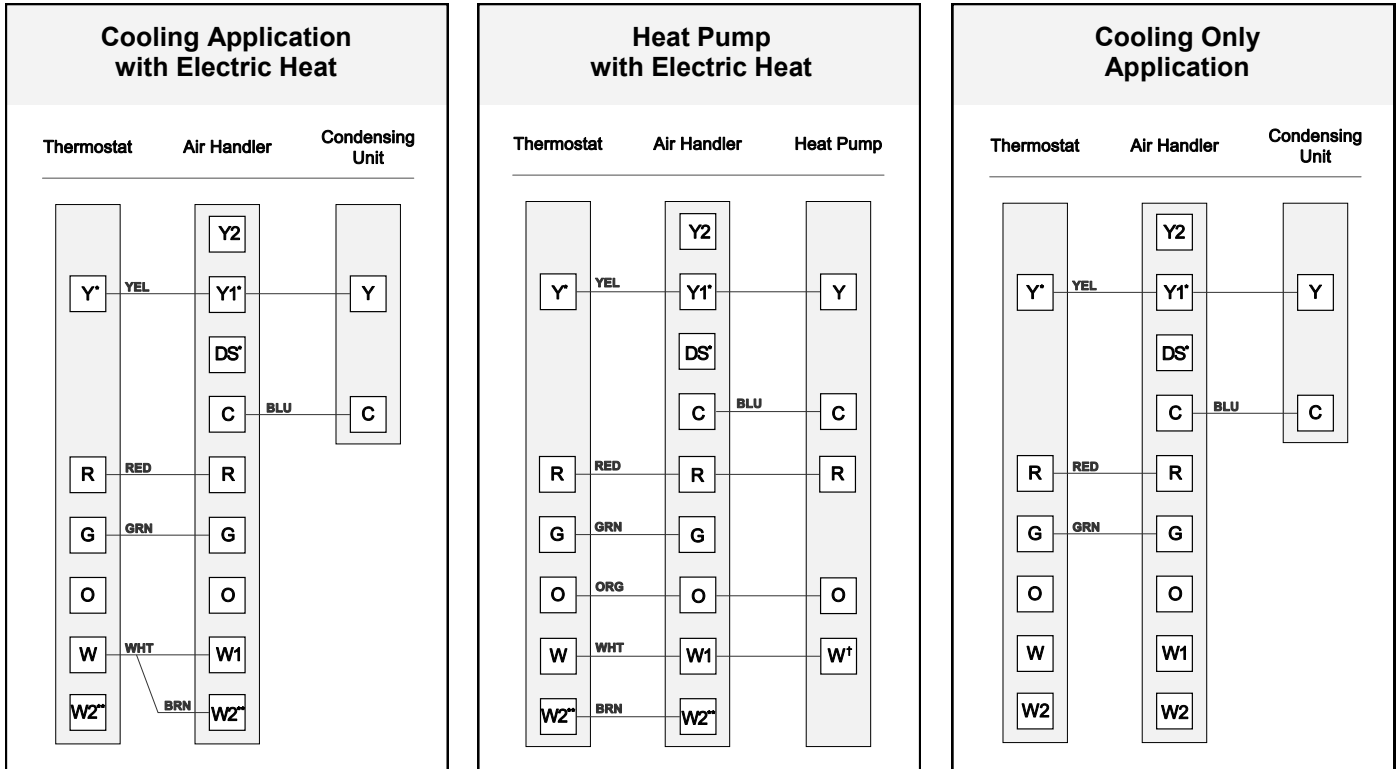 Cooling Application
with Electric Heat
Thermostat Air Handler Condensing
Unit
Y2
Y* YEL Y1* Y
DS*
C BLU C
R RED R
G GRN G
O O
W WHT W1
W2** BRN W2**
Heat Pump
with Electric Heat
Thermostat Air Handler Heat Pump
Y2
Y* YEL Y1* Y
DS*
C BLU C
R RED R R
G GRN G
O ORG O O
W WHT W1 W†
W2** BRN W2**
Cooling Only
Application
Thermostat Air Handler Condensing
Unit
Y2
Y* YEL Y1* Y
DS*
C BLU C
R RED R
G GRN G
O O
W W1
W2 W2